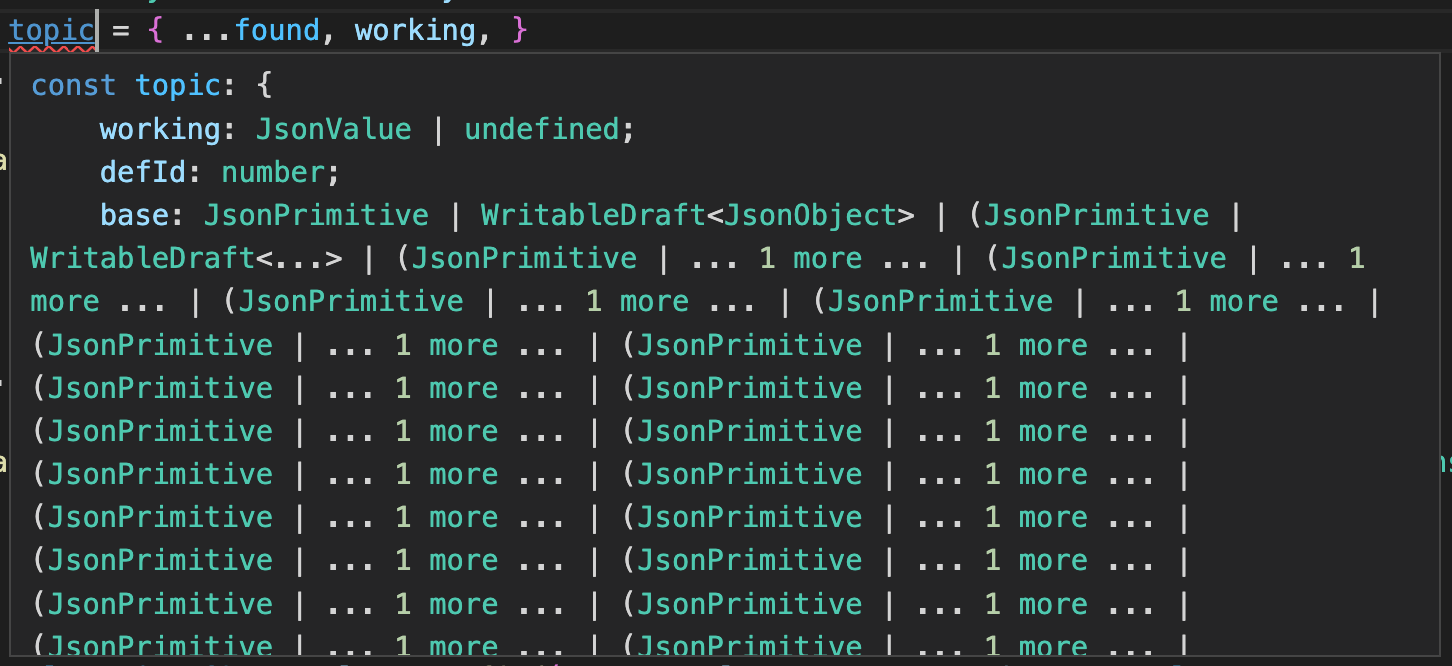 topic = { ...found, working, }
const topic: {
working: JsonValue | undefined;
defId: number;
base: JsonPrimitive | WritableDraft<JsonObject> | (JsonPrimitive |
WritableDraft<...> | (JsonPrimitive | ... 1 more ... | (JsonPrimitive | ... 1
more ... | (JsonPrimitive | ... 1 more ... | (JsonPrimitive | ... 1 more ... |
(JsonPrimitive | ... 1 more ... | (JsonPrimitive | ... 1 more ... |
(JsonPrimitive | ... 1 more ... | (JsonPrimitive | ... 1 more ... |
(JsonPrimitive | ... 1 more ... | (JsonPrimitive | ... 1 more ... |
(JsonPrimitive | ... 1 more ... | (JsonPrimitive | ... 1 more ... |
(JsonPrimitive | ... 1 more ... | (JsonPrimitive | ... 1 more ... |
(JsonPrimitive | ... 1 more ... | (JsonPrimitive | ... 1 more ... |
(JsonPrimitive | ... 1 more ... | (JsonPrimitive | ... 1 more ... |
(JsonPrimitive | ... 1 more ... | (JsonPrimitive | ... 1 more ... |